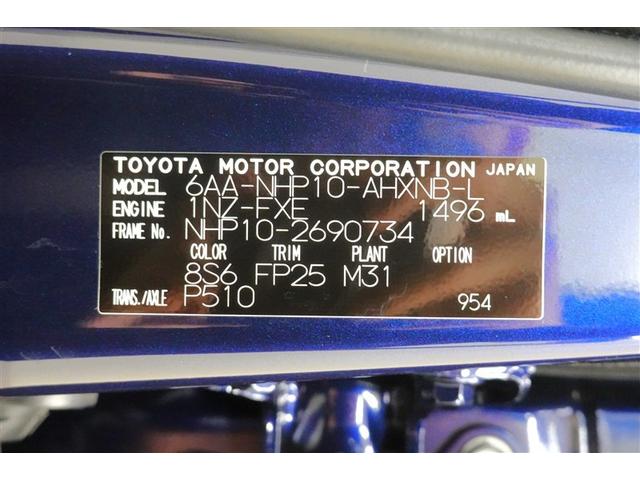 TOYOTA MOTOR CORPORATION JAPAN
MODEL 6AA-NHP10-AHXNB-L
ENGINE 1NZ-FXE 1496 mL
FRAME No. NHP10-2690734
COLOR TRIM PLANT OPTION
8S6 FP25 M31
TRANS./AXLE P510 954